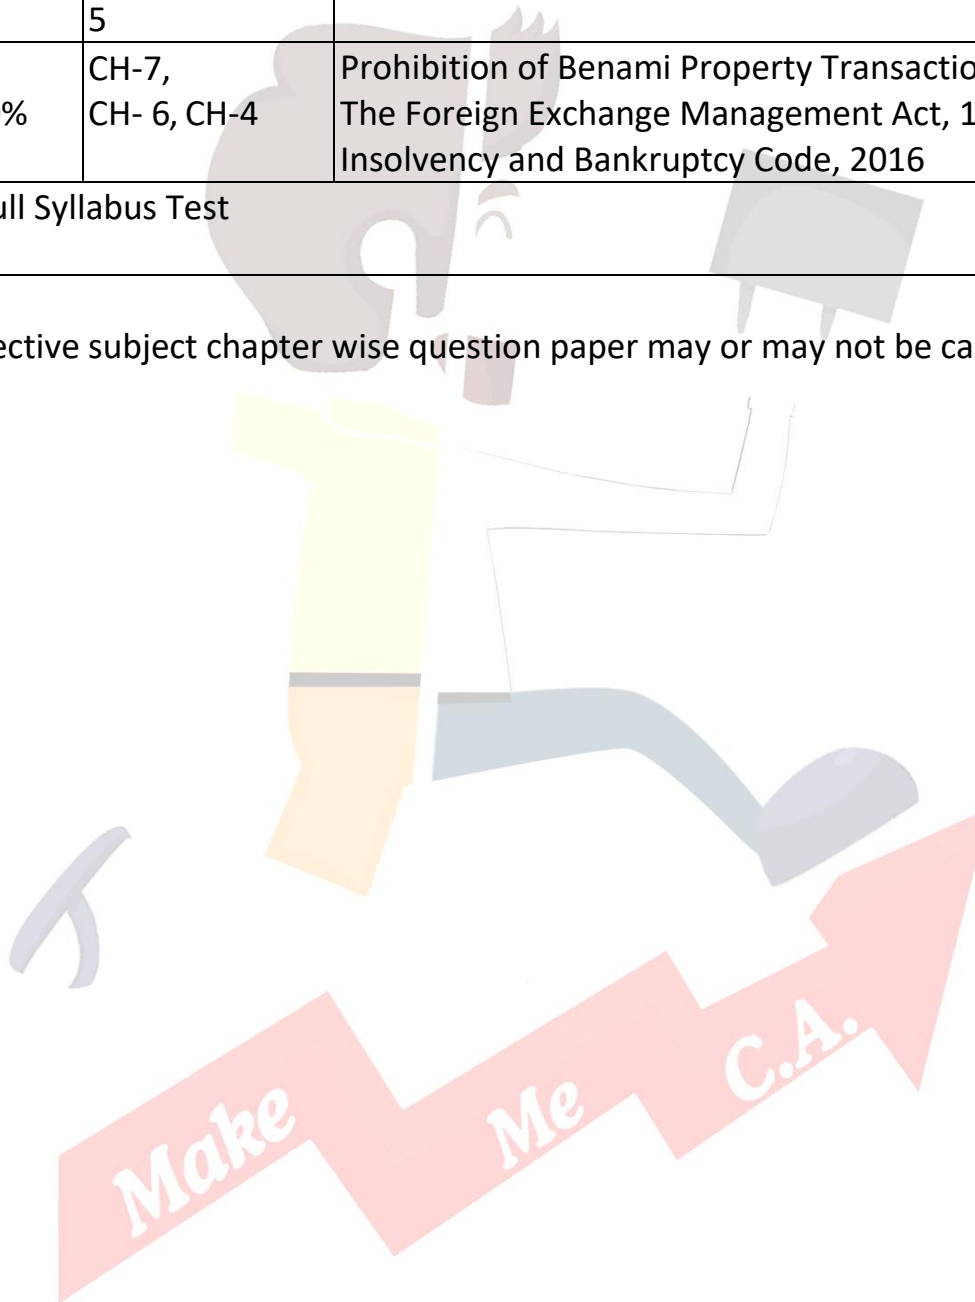 5
CH-7,
CH- 6, CH-4
%
Prohibition of Benami Property Transactio
The Foreign Exchange Management Act, 1
Insolvency and Bankruptcy Code, 2016
ull Syllabus Test
ective subject chapter wise question paper may or may not be ca
Make Me C.A.